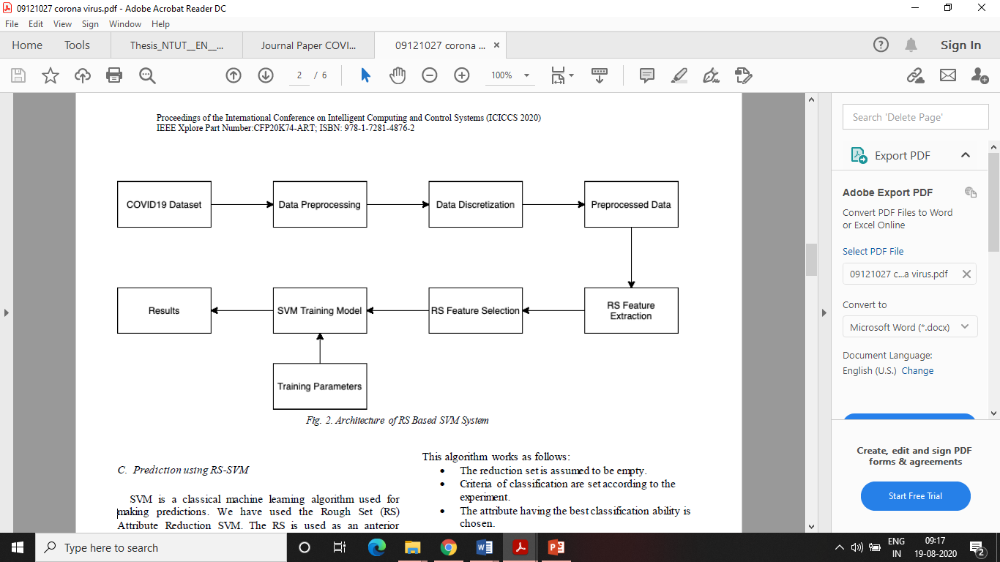 09121027 corona virus.pdf - Adobe Acrobat Reader DC
File Edit View Sign Window Help
Home Tools Thesis_NTUT__EN__... Journal Paper COVI... 09121027 corona ... × Sign In
2 / 6 100%
Proceedings of the International Conference on Intelligent Computing and Control Systems (ICICCS 2020)
IEEE Xplore Part Number:CFP20K74-ART; ISBN: 978-1-7281-4876-2
COVID19 Dataset
Data Preprocessing
Data Discretization
Preprocessed Data
RS Feature
Extraction
RS Feature Selection
SVM Training Model
Results
Training Parameters
Fig. 2. Architecture of RS Based SVM System
C. Prediction using RS-SVM
SVM is a classical machine learning algorithm used for
making predictions. We have used the Rough Set (RS)
Attribute Reduction SVM. The RS is used as an anterior
This algorithm works as follows:
• The reduction set is assumed to be empty.
• Criteria of classification are set according to the
experiment.
• The attribute having the best classification ability is
chosen.
Search 'Delete Page'
Export PDF
Adobe Export PDF
Convert PDF Files to Word
or Excel Online
Select PDF File
09121027 c...a virus.pdf
Convert to
Microsoft Word (*.docx)
Document Language:
English (U.S.) Change
Create, edit and sign PDF
forms & agreements
Start Free Trial
Type here to search
ENG
IN
09:17
19-08-2020
2